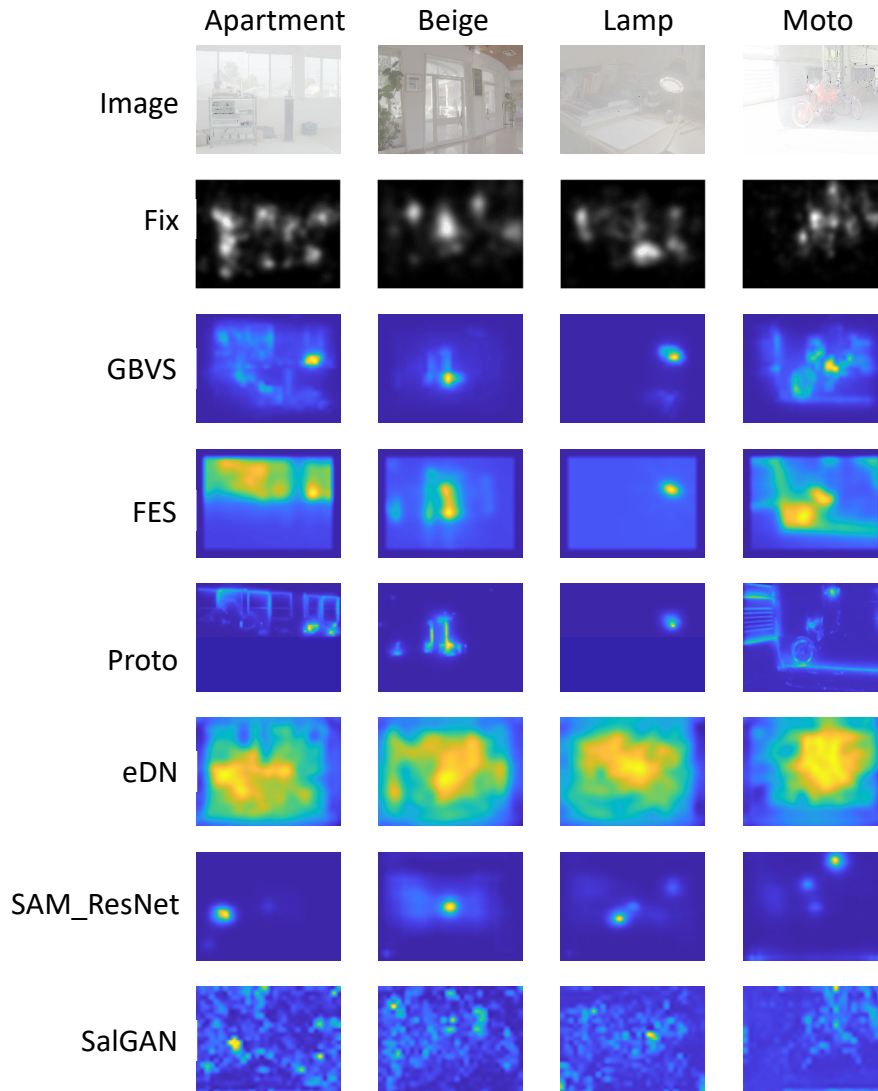 Apartment Beige Lamp Moto
Image
Fix
GBVS
FES
Proto
eDN
SAM_ResNet
SalGAN